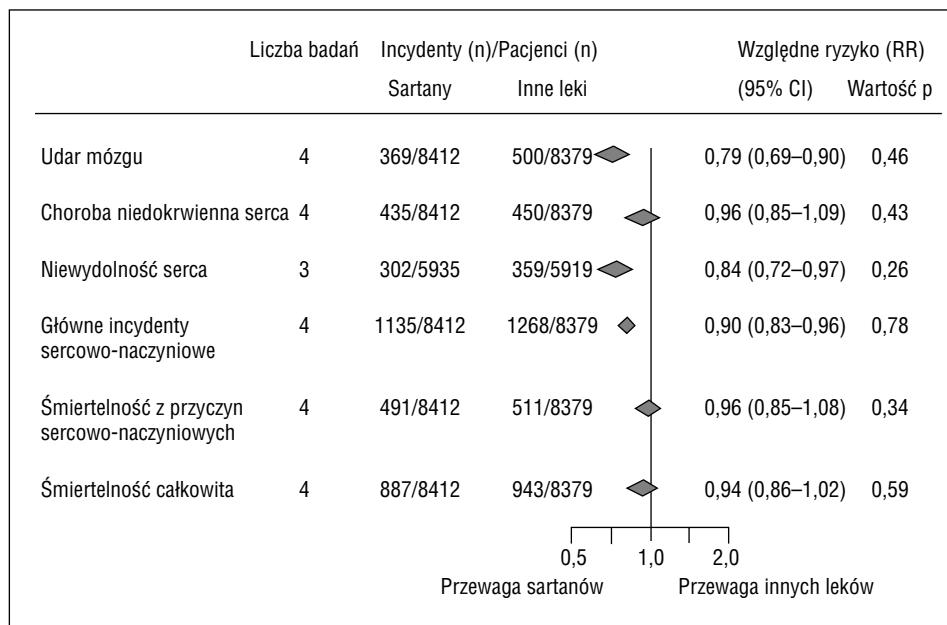 Liczba badań Incydenty (n)/Pacjenci (n) Względne ryzyko (RR)
Sartany Inne leki (95% CI) Wartość p
Udar mózgu 4 369/8412 500/8379 0,79 (0,69–0,90) 0,46
Choroba niedokrwienna serca 4 435/8412 450/8379 0,96 (0,85–1,09) 0,43
Niewydolność serca 3 302/5935 359/5919 0,84 (0,72–0,97) 0,26
Główne incydenty 4 1135/8412 1268/8379 0,90 (0,83–0,96) 0,78
sercowo-naczyniowe
Śmiertelność z przyczyn 4 491/8412 511/8379 0,96 (0,85–1,08) 0,34
sercowo-naczyniowych
Śmiertelność całkowita 4 887/8412 943/8379 0,94 (0,86–1,02) 0,59
0,5 1,0 2,0
Przewaga sartanów Przewaga innych leków